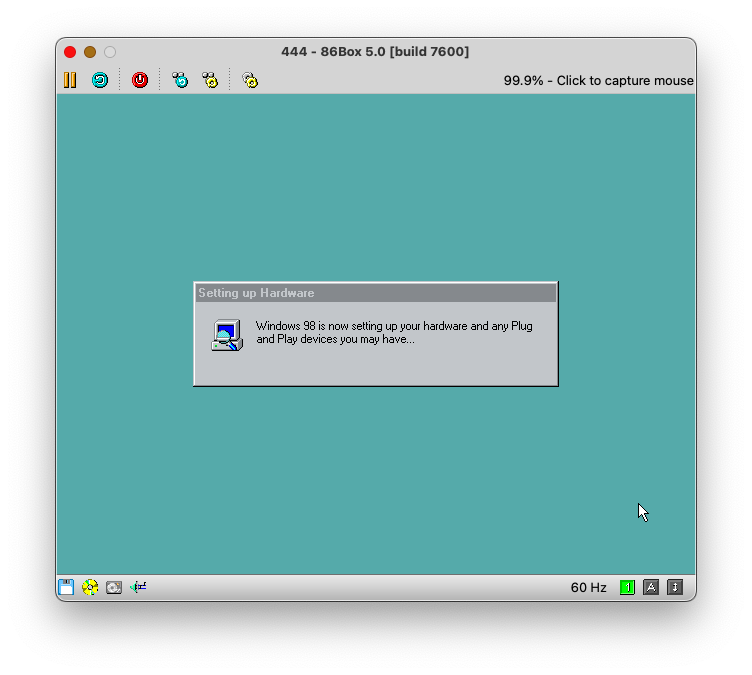 444 - 86Box 5.0 [build 7600]
99.9% - Click to capture mouse
Setting up Hardware
Windows 98 is now setting up your hardware and any Plug
and Play devices you may have...
60 Hz
1 A